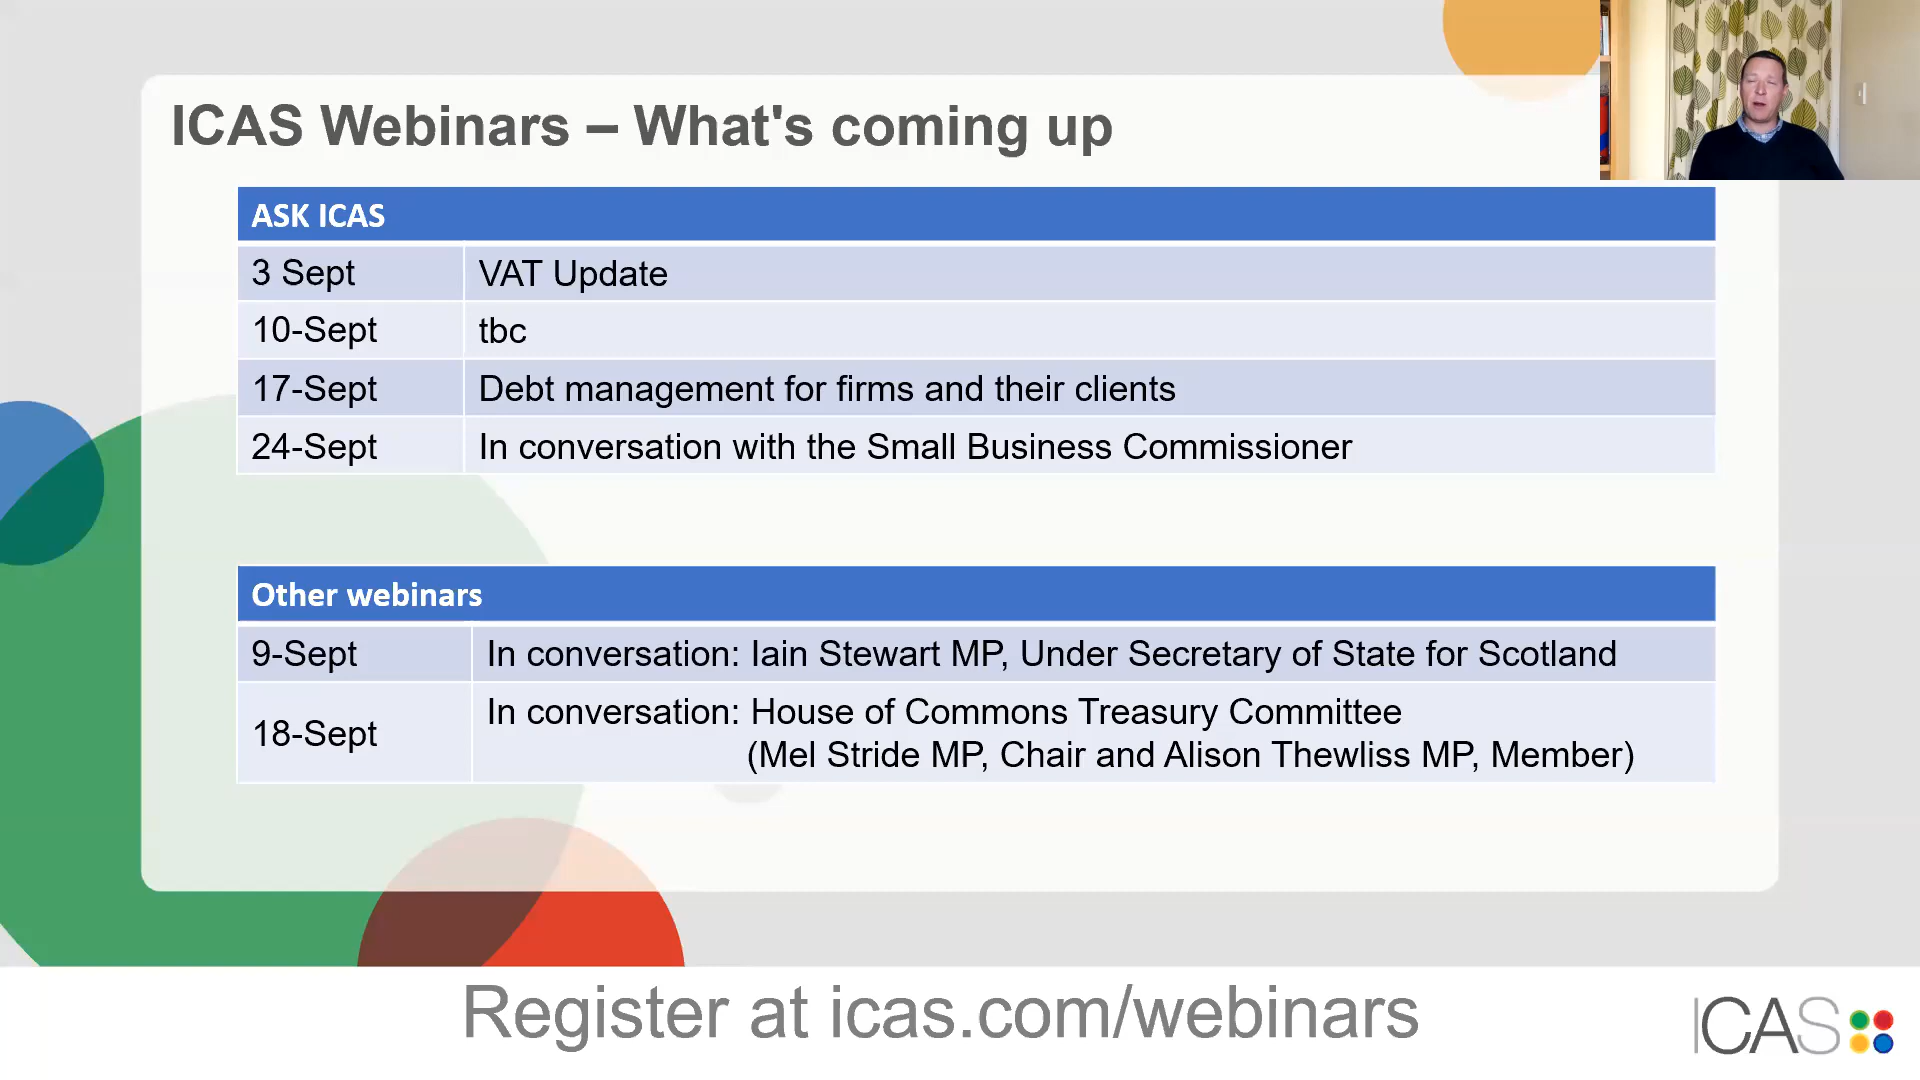 ICAS Webinars – What's coming up
ASK ICAS
3 Sept VAT Update
10-Sept tbc
17-Sept Debt management for firms and their clients
24-Sept In conversation with the Small Business Commissioner
Other webinars
9-Sept In conversation: Iain Stewart MP, Under Secretary of State for Scotland
18-Sept In conversation: House of Commons Treasury Committee
(Mel Stride MP, Chair and Alison Thewliss MP, Member)
Register at icas.com/webinars
ICAS